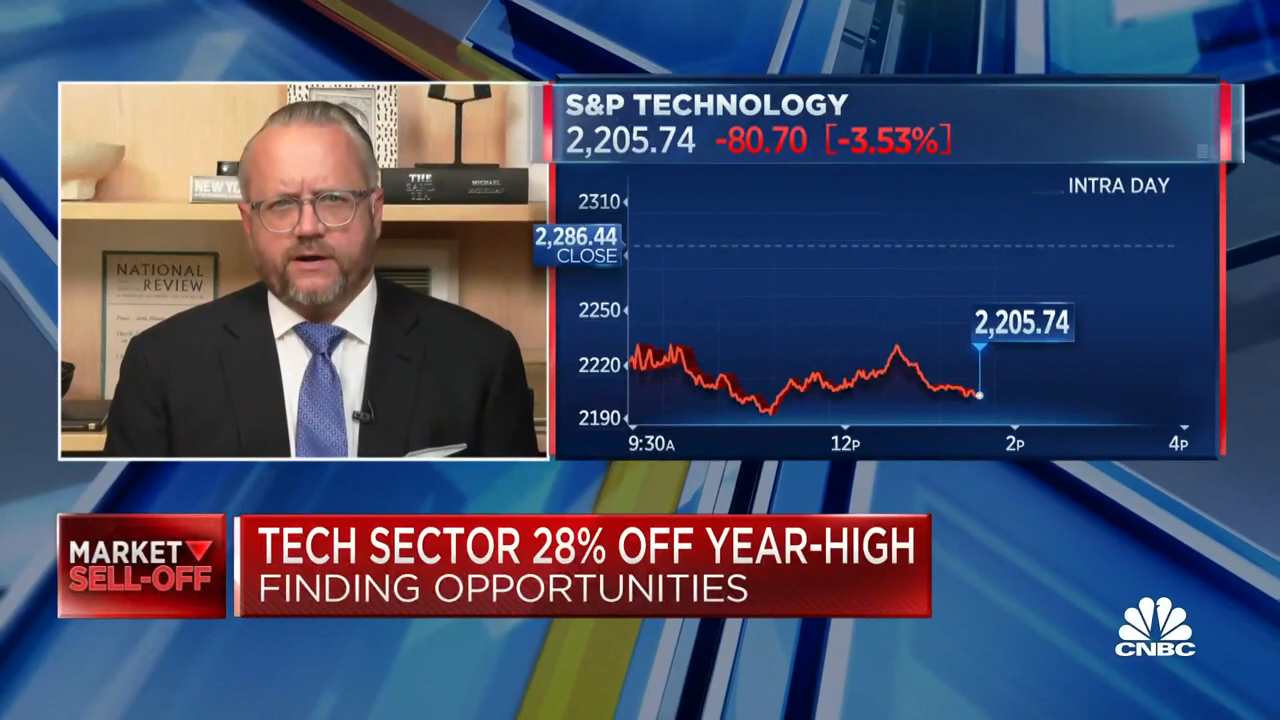 S&P TECHNOLOGY
2,205.74 -80.70 [-3.53%]
INTRA DAY
2310
2,286.44
CLOSE
2250
2,205.74
2220
2190
9:30A 12P 2P 4P
NEW YO
THE
MICHAEL
NATIONAL
REVIEW
MARKET
SELL-OFF
TECH SECTOR 28% OFF YEAR-HIGH
FINDING OPPORTUNITIES
CNBC